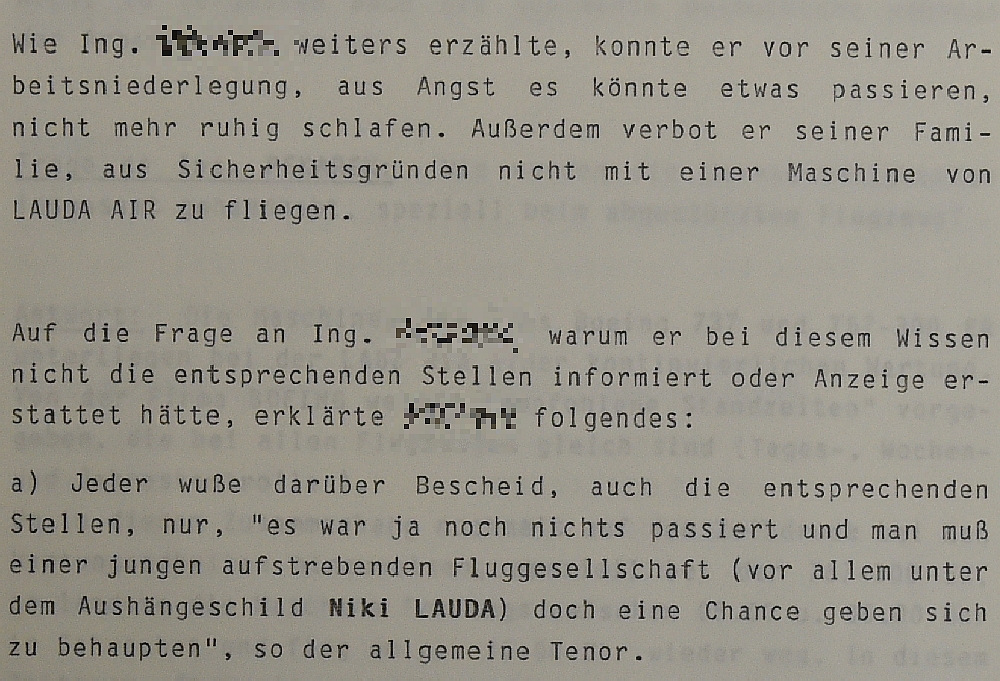 Wie Ing. weiters erzählte, konnte er vor seiner Ar-
beitsniederlegung, aus Angst es könnte etwas passieren,
nicht mehr ruhig schlafen. Außerdem verbot er seiner Fami-
lie, aus Sicherheitsgründen nicht mit einer Maschine von
LAUDA AIR zu fliegen.
Auf die Frage an Ing. warum er bei diesem Wissen
nicht die entsprechenden Stellen informiert oder Anzeige er-
stattet hätte, erklärte folgendes:
a) Jeder wuße darüber Bescheid, auch die entsprechenden
Stellen, nur, "es war ja noch nichts passiert und man muß
einer jungen aufstrebenden Fluggesellschaft (vor allem unter
dem Aushängeschild Niki LAUDA) doch eine Chance geben sich
zu behaupten", so der allgemeine Tenor.